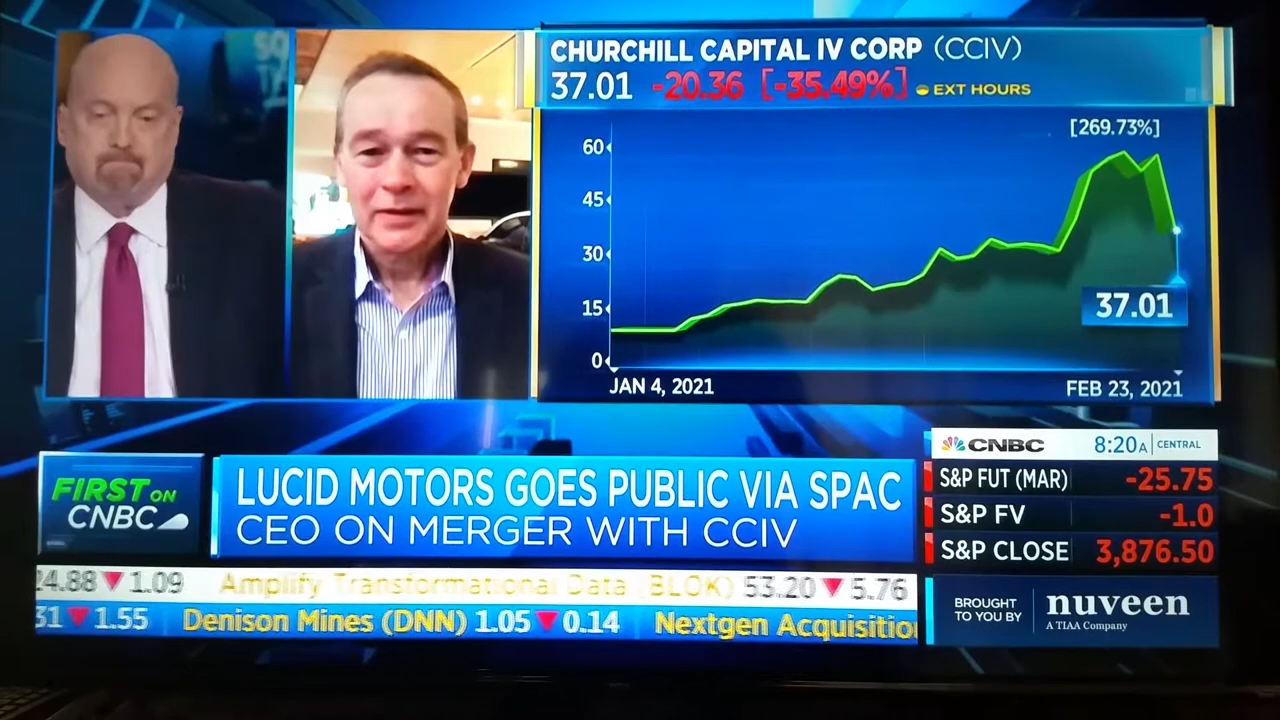 CHURCHILL CAPITAL IV CORP (CCIV)
37.01 -20.36 [-35.49%] EXT HOURS
[269.73%]
60
45
30
15
0
37.01
JAN 4, 2021
FEB 23, 2021
FIRST ON
CNBC
LUCID MOTORS GOES PUBLIC VIA SPAC
CEO ON MERGER WITH CCIV
CNBC 8:20A CENTRAL
S&P FUT (MAR) -25.75
S&P FV -1.0
S&P CLOSE 3,876.50
24.88 ▼ 1.09 Amplify Transformational Data (BLOK) 53.20 ▼ 5.76
31 ▼ 1.55 Denison Mines (DNN) 1.05 ▼ 0.14 Nextgen Acquisitio
BROUGHT
TO YOU BY
nuveen
A TIAA Company